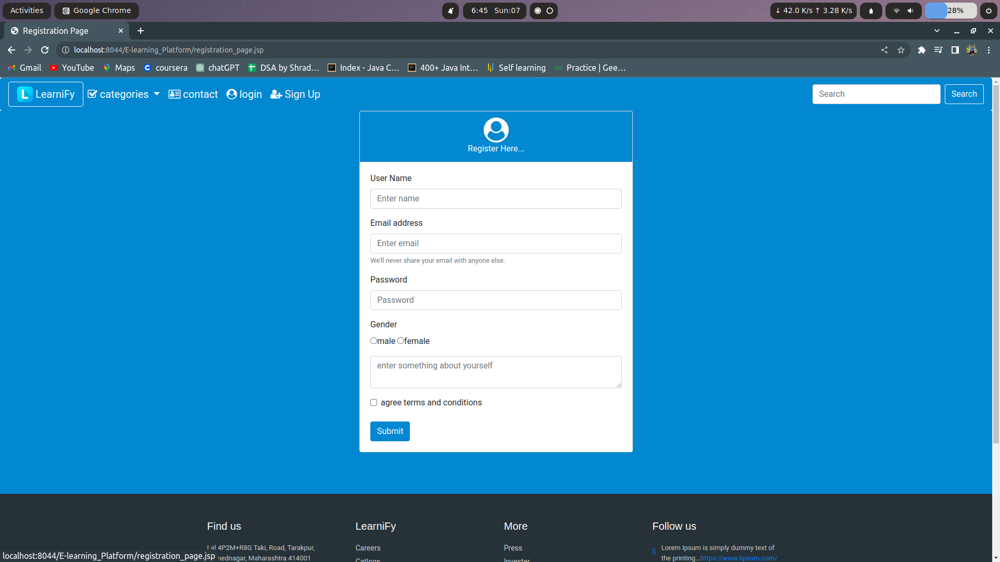 Activities
Google Chrome
6:45 Sun:07
↓ 42.0 K/s ↑ 3.28 K/s
28%
Registration Page
localhost:8044/E-learning_Platform/registration_page.jsp
Gmail
YouTube
Maps
coursera
chatGPT
DSA by Shrad...
Index - Java C...
400+ Java Int...
Self learning
Practice | Gee...
L LearniFy
categories
contact
login
Sign Up
Search
Search
Register Here...
User Name
Enter name
Email address
Enter email
We'll never share your email with anyone else.
Password
Password
Gender
male female
enter something about yourself
agree terms and conditions
Submit
Find us
Lal 4P2M+R8G Taki, Road, Tarakpur,
mednagar, Maharashtra 414001
LearniFy
Careers
Catlogs
More
Press
Invester
Follow us
Lorem Ipsum is simply dummy text of
the printing...https://www.lipsum.com/
localhost:8044/E-learning_Platform/registration_page.jsp